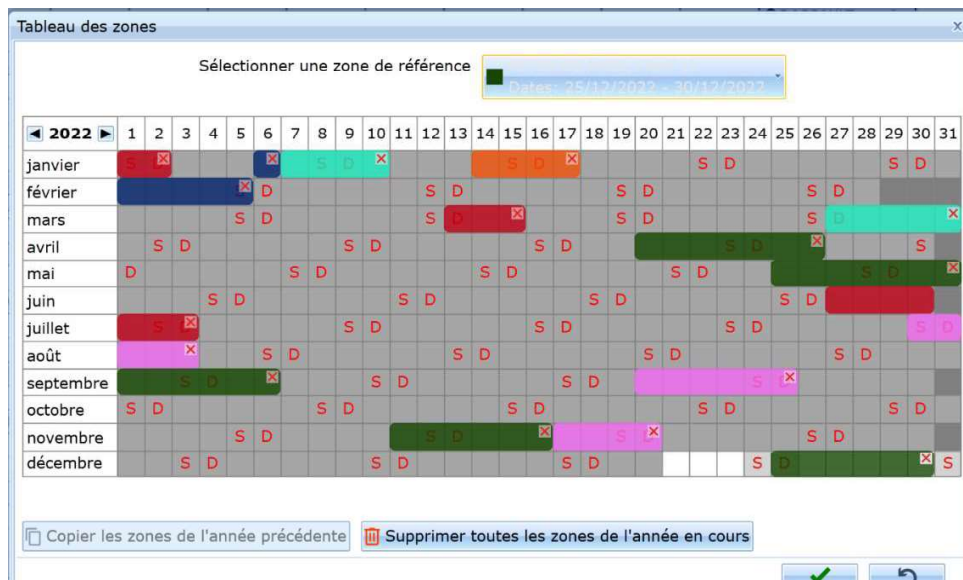 Tableau des zones
x
Sélectionner une zone de référence
Dates: 25/12/2022 - 30/12/2022
2022 1 2 3 4 5 6 7 8 9 10 11 12 13 14 15 16 17 18 19 20 21 22 23 24 25 26 27 28 29 30 31
janvier S D S D S D S D S D
février D S D S D S D
mars S D S D S D S D
avril S D S D S D S D S
mai D S D S D S D S D
juin S D S D S D S D
juillet S D S D S D S D S D
août S D S D S D S D
septembre S D S D S D S D
octobre S D S D S D S D S D
novembre S D S D S D S D
décembre S D S D S D S D S
Copier les zones de l'année précédente
Supprimer toutes les zones de l'année en cours